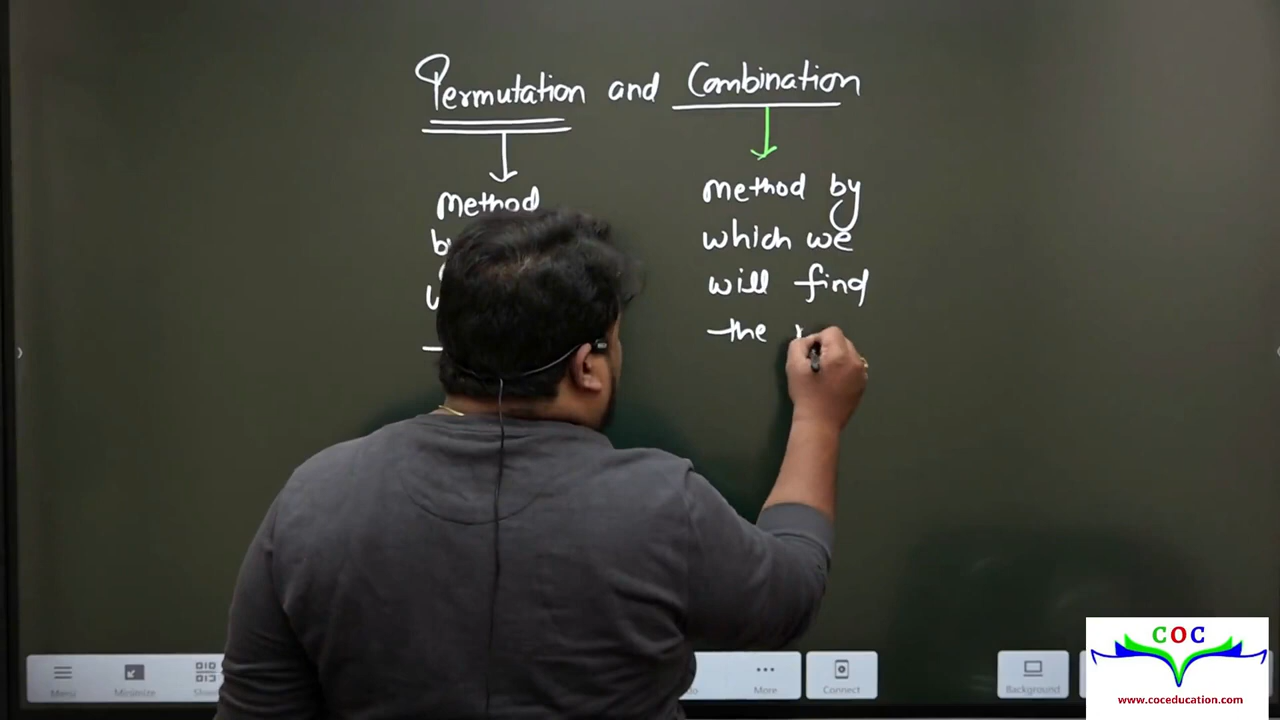 Permutation and Combination
Method
method by
which we
will find
the
Menu
Minimize
More
Connect
Background
COC
www.coceducation.com